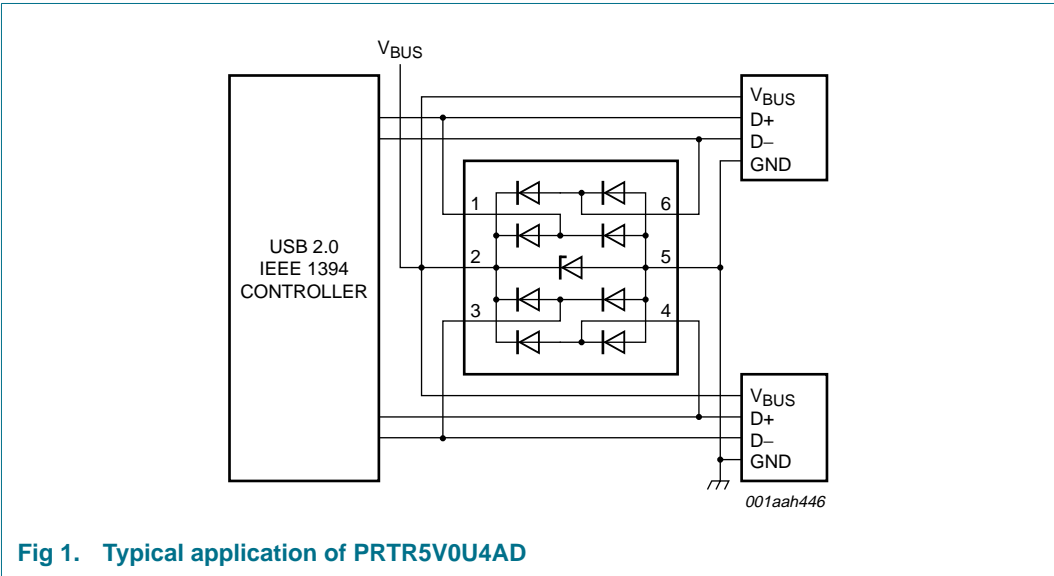 VBUS
USB 2.0
IEEE 1394
CONTROLLER
1
2
3
6
5
4
VBUS
D+
D−
GND
VBUS
D+
D−
GND
001aah446
Fig 1. Typical application of PRTR5V0U4AD